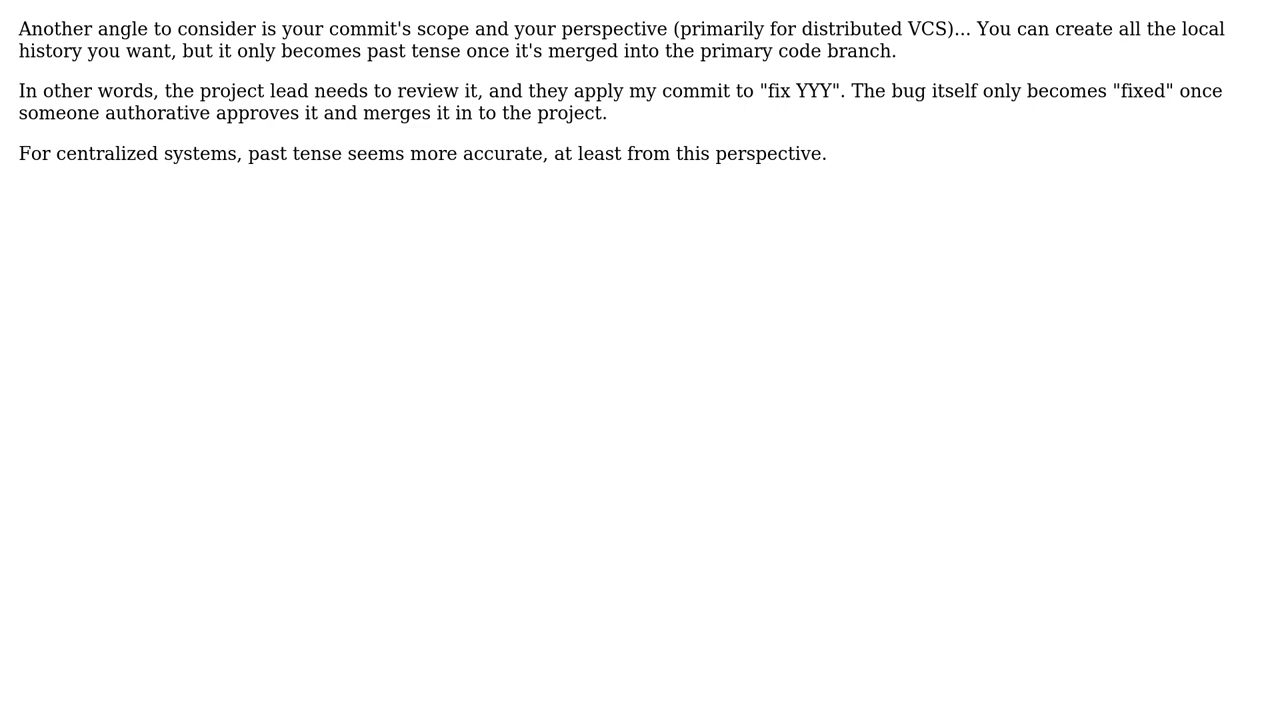 Another angle to consider is your commit's scope and your perspective (primarily for distributed VCS)... You can create all the local
history you want, but it only becomes past tense once it's merged into the primary code branch.
In other words, the project lead needs to review it, and they apply my commit to "fix YYY". The bug itself only becomes "fixed" once
someone authorative approves it and merges it in to the project.
For centralized systems, past tense seems more accurate, at least from this perspective.